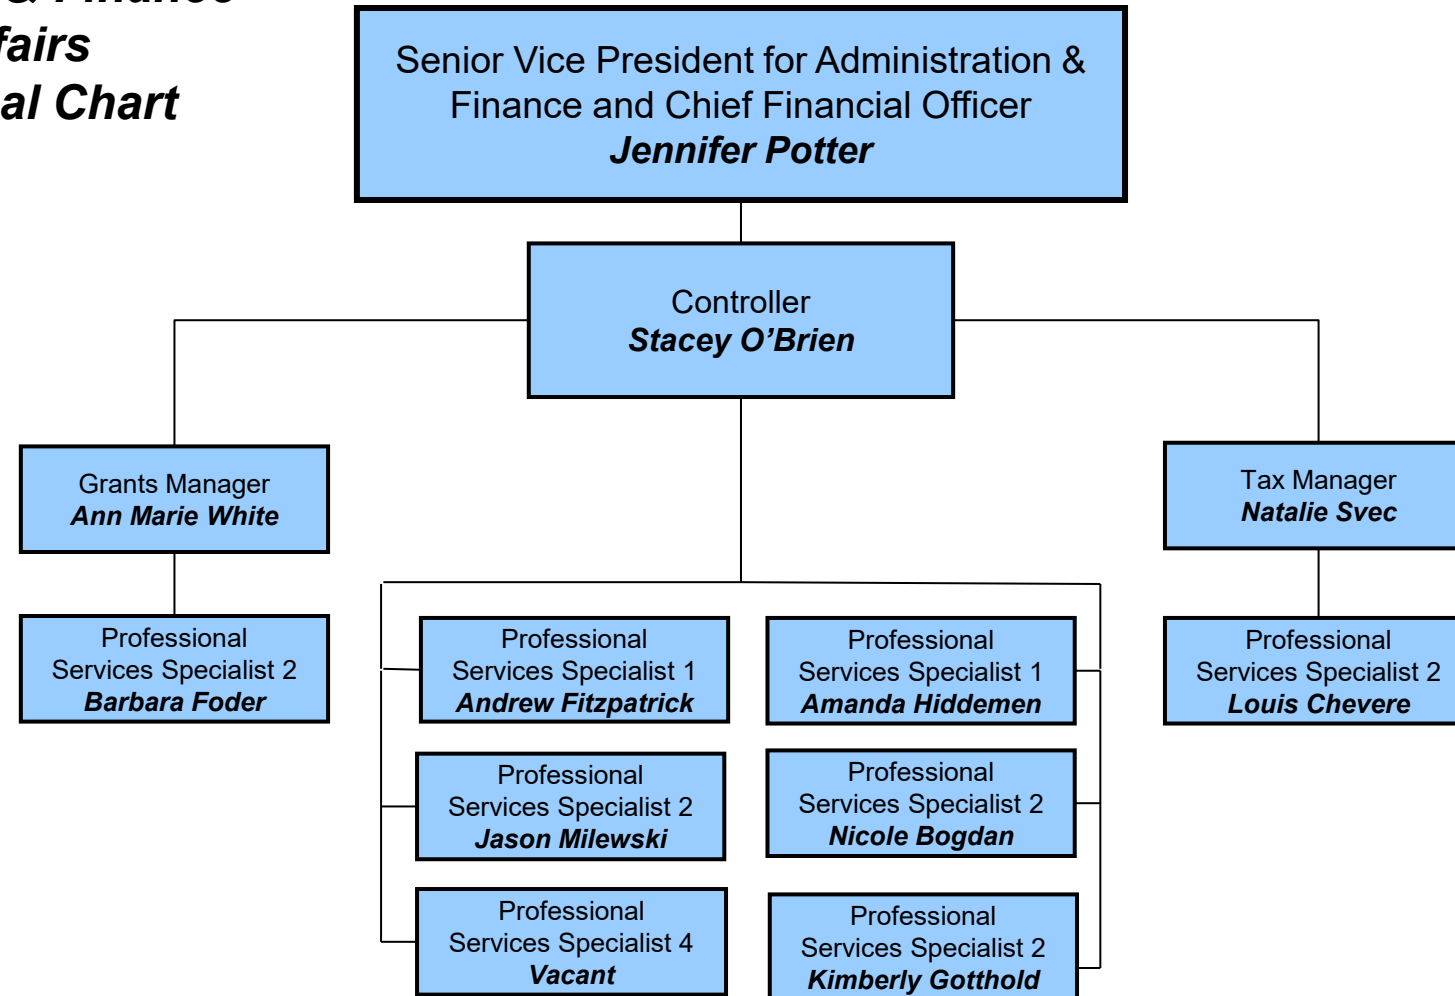 & Finance
fairs
al Chart
Senior Vice President for Administration &
Finance and Chief Financial Officer
Jennifer Potter
Controller
Stacey O’Brien
Grants Manager
Ann Marie White
Tax Manager
Natalie Svec
Professional
Services Specialist 2
Barbara Foder
Professional
Services Specialist 1
Andrew Fitzpatrick
Professional
Services Specialist 1
Amanda Hiddemen
Professional
Services Specialist 2
Louis Chevere
Professional
Services Specialist 2
Jason Milewski
Professional
Services Specialist 2
Nicole Bogdan
Professional
Services Specialist 4
Vacant
Professional
Services Specialist 2
Kimberly Gotthold